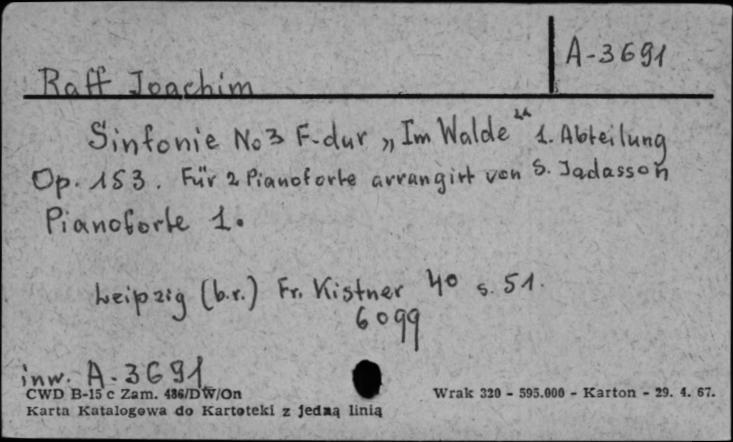 A-3691
Raff Joachim
Sinfonie No 3 F-dur „Im Walde“ 1. Abteilung
Op. 153. Für 2 Pianoforte arrangirt von S. Jadasson
Pianoforte 1.
Leipzig (b.r.) Fr. Kistner 4° s. 51.
6099
inw. A-3691
CWD B-15 c Zam. 486/DW/On
Wrak 320 - 595.000 - Karton - 29. 4. 67.
Karta Katalogowa do Kartoteki z jedną linią